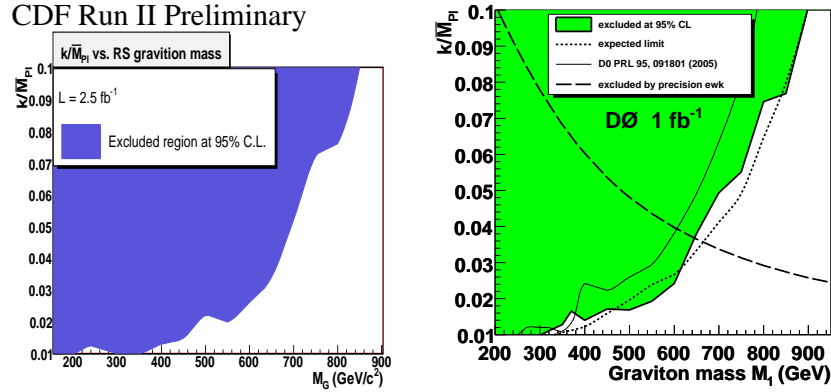 CDF Run II Preliminary
k/M̅Pl vs. RS gravition mass
k/M̅Pl
L = 2.5 fb⁻¹
Excluded region at 95% C.L.
0.1
0.09
0.08
0.07
0.06
0.05
0.04
0.03
0.02
0.01
200 300 400 500 600 700 800 900
M_G (GeV/c²)
k/M̅Pl
excluded at 95% CL
expected limit
D0 PRL 95, 091801 (2005)
excluded by precision ewk
DØ 1 fb⁻¹
0.1
0.09
0.08
0.07
0.06
0.05
0.04
0.03
0.02
0.01
200 300 400 500 600 700 800 900
Graviton mass M₁ (GeV)